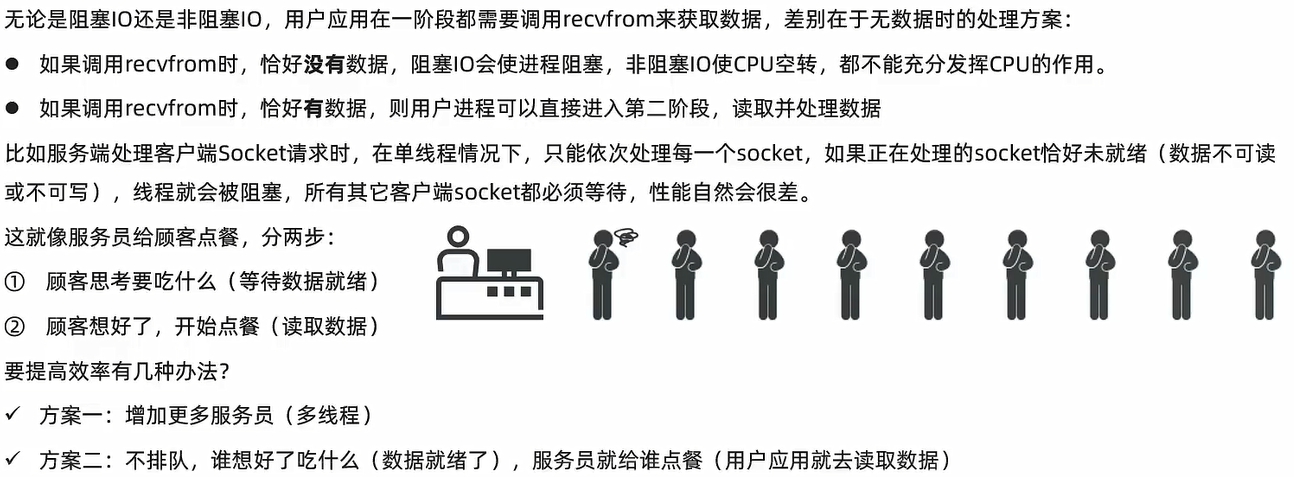 无论是阻塞IO还是非阻塞IO，用户应用在一阶段都需要调用recvfrom来获取数据，差别在于无数据时的处理方案：
● 如果调用recvfrom时，恰好没有数据，阻塞IO会使进程阻塞，非阻塞IO使CPU空转，都不能充分发挥CPU的作用。
● 如果调用recvfrom时，恰好有数据，则用户进程可以直接进入第二阶段，读取并处理数据
比如服务端处理客户端Socket请求时，在单线程情况下，只能依次处理每一个socket，如果正在处理的socket恰好未就绪（数据不可读
或不可写），线程就会被阻塞，所有其它客户端socket都必须等待，性能自然会很差。
这就像服务员给顾客点餐，分两步：
① 顾客思考要吃什么（等待数据就绪）
② 顾客想好了，开始点餐（读取数据）
要提高效率有几种办法？
✓ 方案一：增加更多服务员（多线程）
✓ 方案二：不排队，谁想好了吃什么（数据就绪了），服务员就给谁点餐（用户应用就去读取数据）